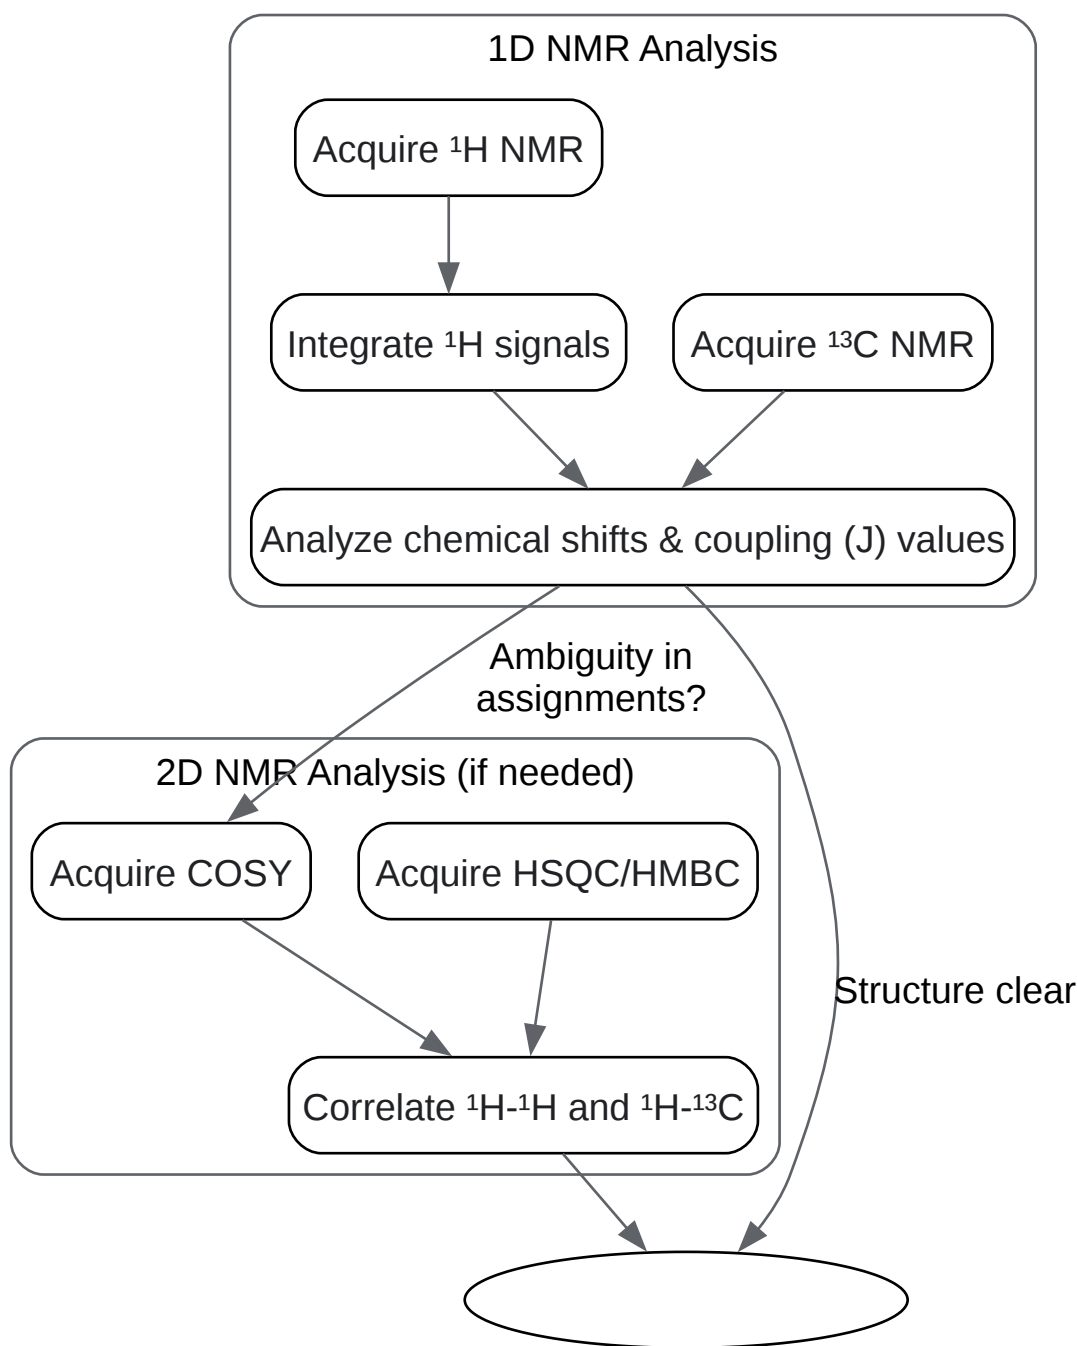 1D NMR Analysis
Acquire ¹H NMR
Integrate ¹H signals
Acquire ¹³C NMR
Analyze chemical shifts & coupling (J) values
Ambiguity in
assignments?
2D NMR Analysis (if needed)
Acquire COSY
Acquire HSQC/HMBC
Structure clear
Correlate ¹H-¹H and ¹H-¹³C